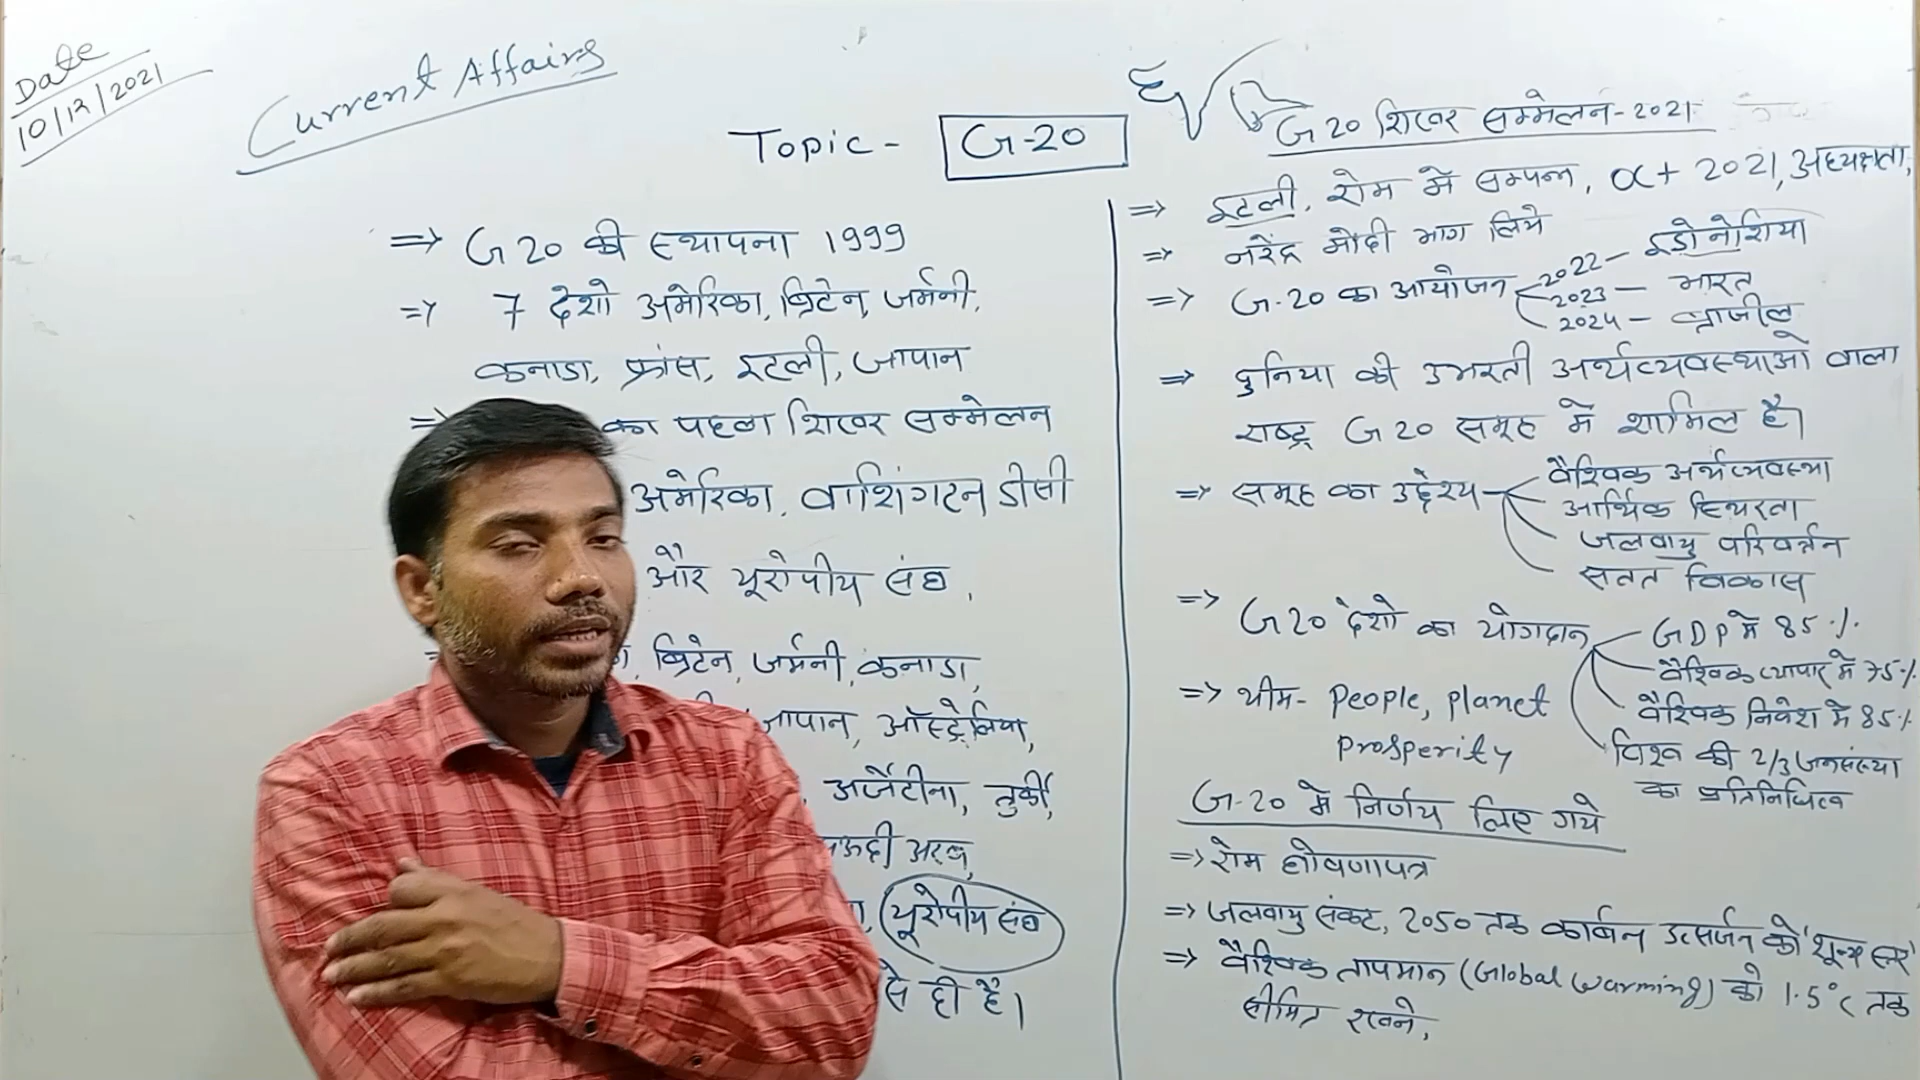 Date
10/12/2021
Current Affairs
Topic - G-20
⇒ G20 की स्थापना 1999
⇒ 7 देशो अमेरिका, ब्रिटेन, जर्मनी,
कनाडा, फ्रांस, इटली, जापान
⇒ का पहला शिखर सम्मेलन
अमेरिका, वाशिंगटन डीसी
और यूरोपीय संघ,
ब्रिटेन, जर्मनी, कनाडा,
जापान, ऑस्ट्रेलिया,
अर्जेंटीना, तुर्की,
अरब,
यूरोपीय संघ
से ही है।
G20 शिखर सम्मेलन-2021
⇒ इटली, रोम में सम्पन्न, Oct 2021, अध्यक्षता,
⇒ नरेंद्र मोदी भाग लिये
⇒ G-20 का आयोजन 2022 - इंडोनेशिया
2023 - भारत
2024 - ब्राजील
⇒ दुनिया की उभरती अर्थव्यवस्थाओ वाला
राष्ट्र G20 समूह में शामिल है।
⇒ समूह का उद्देश्य वैश्विक अर्थव्यवस्था
आर्थिक स्थिरता
जलवायु परिवर्तन
सतत विकास
⇒ G20 देशो का योगदान GDP में 85%
वैश्विक व्यापार में 75%
वैश्विक निवेश में 85%
विश्व की 2/3 जनसंख्या
का प्रतिनिधित्व
⇒ थीम- People, planet
prosperity
G-20 में निर्णय लिए गये
⇒ रोम घोषणापत्र
⇒ जलवायु संकट, 2050 तक कार्बन उत्सर्जन को 'शून्य स्तर'
⇒ वैश्विक तापमान (Global warming) को 1.5°C तक
सीमित रखने,